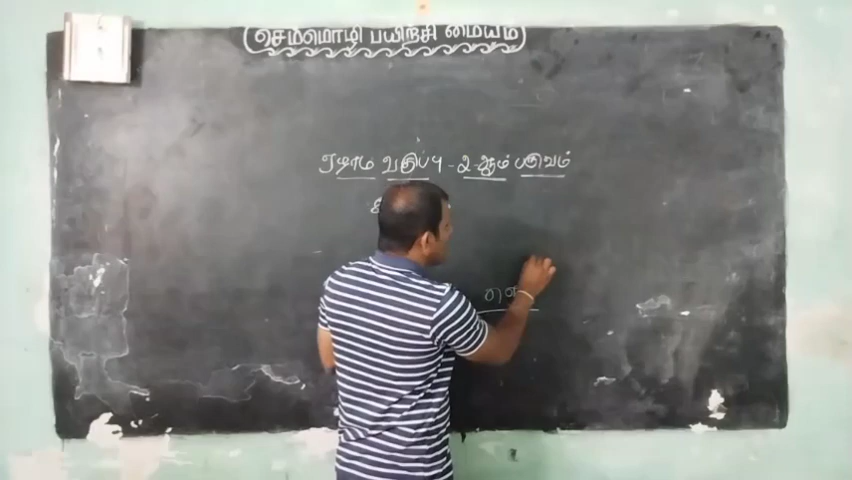 செம்மொழி பயிற்சி மையம்
ஏழாம் வகுப்பு - 2-ஆம் பருவம்